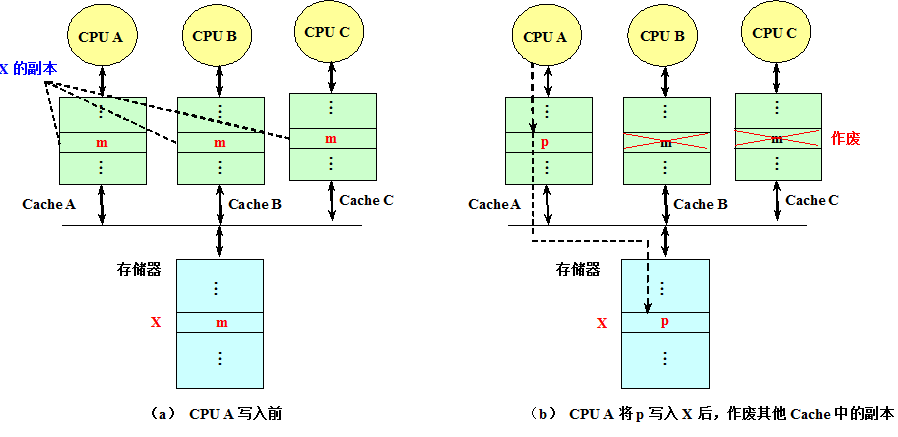 CPU A
CPU B
CPU C
X 的副本
⋮
⋮
⋮
m
m
m
⋮
⋮
⋮
Cache A
Cache B
Cache C
存储器
⋮
X
m
⋮
（a） CPU A 写入前
CPU A
CPU B
CPU C
⋮
⋮
⋮
p
m
m
作废
⋮
⋮
⋮
Cache A
Cache B
Cache C
存储器
⋮
X
p
⋮
（b） CPU A 将 p 写入 X 后，作废其他 Cache 中的副本